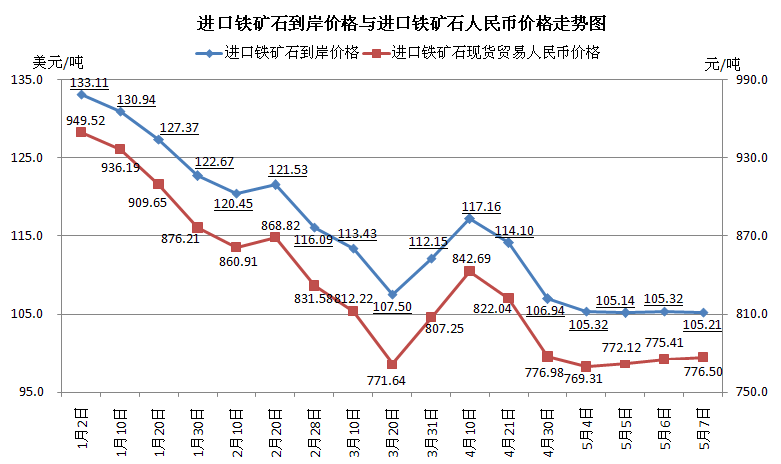 进口铁矿石到岸价格与进口铁矿石人民币价格走势图
进口铁矿石到岸价格 进口铁矿石现货贸易人民币价格
美元/吨 元/吨
135.0 125.0 115.0 105.0 95.0
990.0 930.0 870.0 810.0 750.0
133.11 130.94 127.37 122.67 120.45 121.53 116.09 113.43 107.50 112.15 117.16 114.10 106.94 105.32 105.14 105.32 105.21
949.52 936.19 909.65 876.21 860.91 868.82 831.58 812.22 771.64 807.25 842.69 822.04 776.98 769.31 772.12 775.41 776.50
1月2日 1月10日 1月20日 1月30日 2月10日 2月20日 2月28日 3月10日 3月20日 3月31日 4月10日 4月21日 4月30日 5月4日 5月5日 5月6日 5月7日